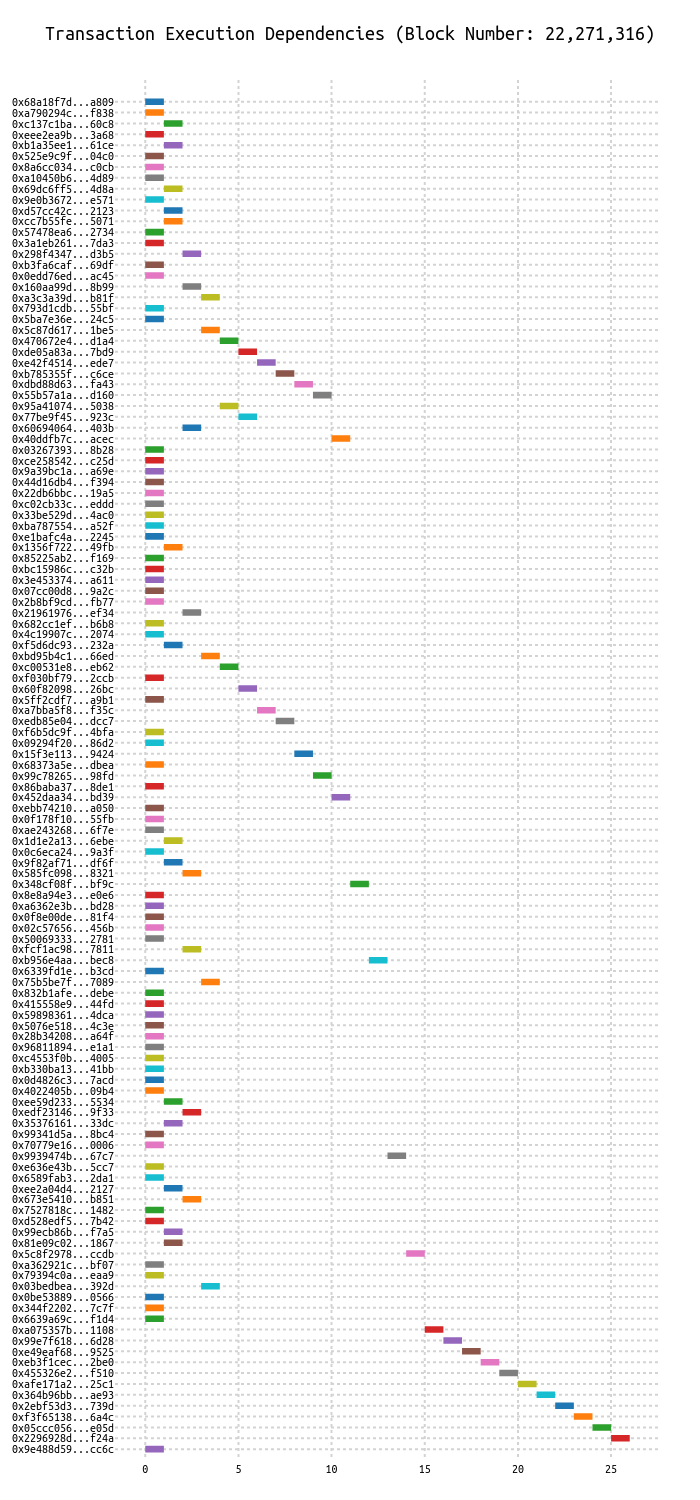 Transaction Execution Dependencies (Block Number: 22,271,316)
0x68a18f7d...a809
0xa790294c...f838
0xc137c1ba...60c8
0xeee2ea9b...3a68
0xb1a35ee1...61ce
0x525e9c9f...04c0
0x8a6cc034...c0cb
0xa10450b6...4d89
0x69dc6ff5...4d8a
0x9e0b3672...e571
0xd57cc42c...2123
0xcc7b55fe...5071
0x57478ea6...2734
0x3a1eb261...7da3
0x298f4347...d3b5
0xb3fa6caf...69df
0x0edd76ed...ac45
0x160aa99d...8b99
0xa3c3a39d...b81f
0x793d1cdb...55bf
0x5ba7e36e...24c5
0x5c87d617...1be5
0x470672e4...d1a4
0xde05a83a...7bd9
0xe42f4514...ede7
0xb785355f...c6ce
0xdbd88d63...fa43
0x55b57a1a...d160
0x95a41074...5038
0x77be9f45...923c
0x60694064...403b
0x40ddfb7c...acec
0x03267393...8b28
0xce258542...c25d
0x9a39bc1a...a69e
0x44d16db4...f394
0x22db6bbc...19a5
0xc02cb33c...eddd
0x33be529d...4ac0
0xba787554...a52f
0xe1bafc4a...2245
0x1356f722...49fb
0x85225ab2...f169
0xbc15986c...c32b
0x3e453374...a611
0x07cc00d8...9a2c
0x2b8bf9cd...fb77
0x21961976...ef34
0x682cc1ef...b6b8
0x4c19907c...2074
0xf5d6dc93...232a
0xbd95b4c1...66ed
0xc00531e8...eb62
0xf030bf79...2ccb
0x60f82098...26bc
0x5ff2cdf7...a9b1
0xa7bba5f8...f35c
0xedb85e04...dcc7
0xf6b5dc9f...4bfa
0x09294f20...86d2
0x15f3e113...9424
0x68373a5e...dbea
0x99c78265...98fd
0x86baba37...8de1
0x452daa34...bd39
0xebb74210...a050
0x0f178f10...55fb
0xae243268...6f7e
0x1d1e2a13...6ebe
0x0c6eca24...9a3f
0x9f82af71...df6f
0x585fc098...8321
0x348cf08f...bf9c
0x8e8a94e3...e0e6
0xa6362e3b...bd28
0x0f8e00de...81f4
0x02c57656...456b
0x50069333...2781
0xfcf1ac98...7811
0xb956e4aa...bec8
0x6339fd1e...b3cd
0x75b5be7f...7089
0x832b1afe...debe
0x415558e9...44fd
0x59898361...4dca
0x5076e518...4c3e
0x28b34208...a64f
0x96811894...e1a1
0xc4553f0b...4005
0xb330ba13...41bb
0x0d4826c3...7acd
0x4022405b...09b4
0xee59d233...5534
0xedf23146...9f33
0x35376161...33dc
0x99341d5a...8bc4
0x70779e16...0006
0x9939474b...67c7
0xe636e43b...5cc7
0x6589fab3...2da1
0xee2a04d4...2127
0x673e5410...b851
0x7527818c...1482
0xd528edf5...7b42
0x99ecb86b...f7a5
0x81e09c02...1867
0x5c8f2978...ccdb
0xa362921c...bf07
0x79394c0a...eaa9
0x03bedbea...392d
0x0be53889...0566
0x344f2202...7c7f
0x6639a69c...f1d4
0xa075357b...1108
0x99e7f618...6d28
0xe49eaf68...9525
0xeb3f1cec...2be0
0x455326e2...f510
0xafe171a2...25c1
0x364b96bb...ae93
0x2ebf53d3...739d
0xf3f65138...6a4c
0x05ccc056...e05d
0x2296928d...f24a
0x9e488d59...cc6c
0 5 10 15 20 25